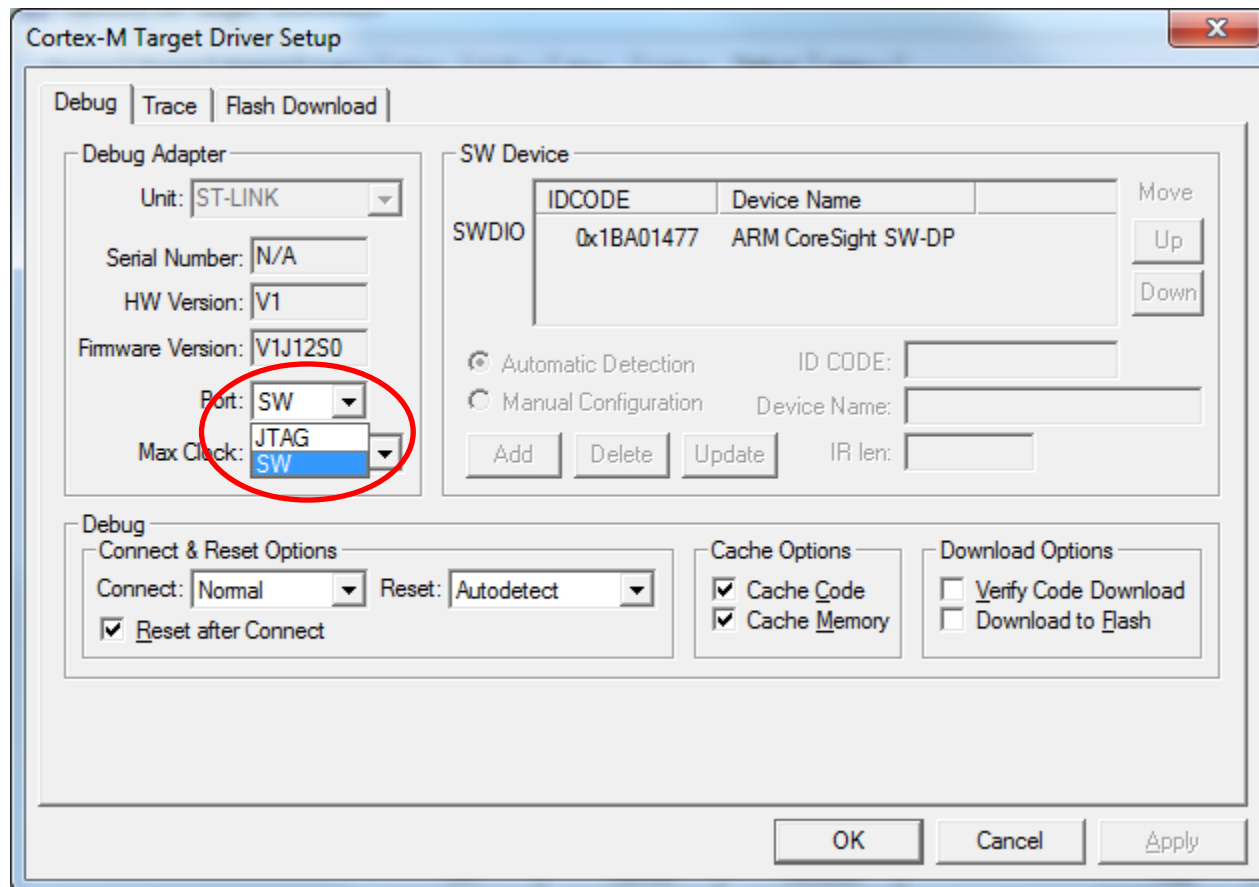 Cortex-M Target Driver Setup
Debug
Trace
Flash Download
Debug Adapter
Unit: ST-LINK
Serial Number: N/A
HW Version: V1
Firmware Version: V1J12S0
Port: SW
JTAG
SW
Max Clock:
SW Device
IDCODE Device Name
SWDIO 0x1BA01477 ARM CoreSight SW-DP
Move
Up
Down
Automatic Detection
Manual Configuration
ID CODE:
Device Name:
Add
Delete
Update
IR len:
Debug
Connect & Reset Options
Connect: Normal Reset: Autodetect
Reset after Connect
Cache Options
Cache Code
Cache Memory
Download Options
Verify Code Download
Download to Flash
OK
Cancel
Apply